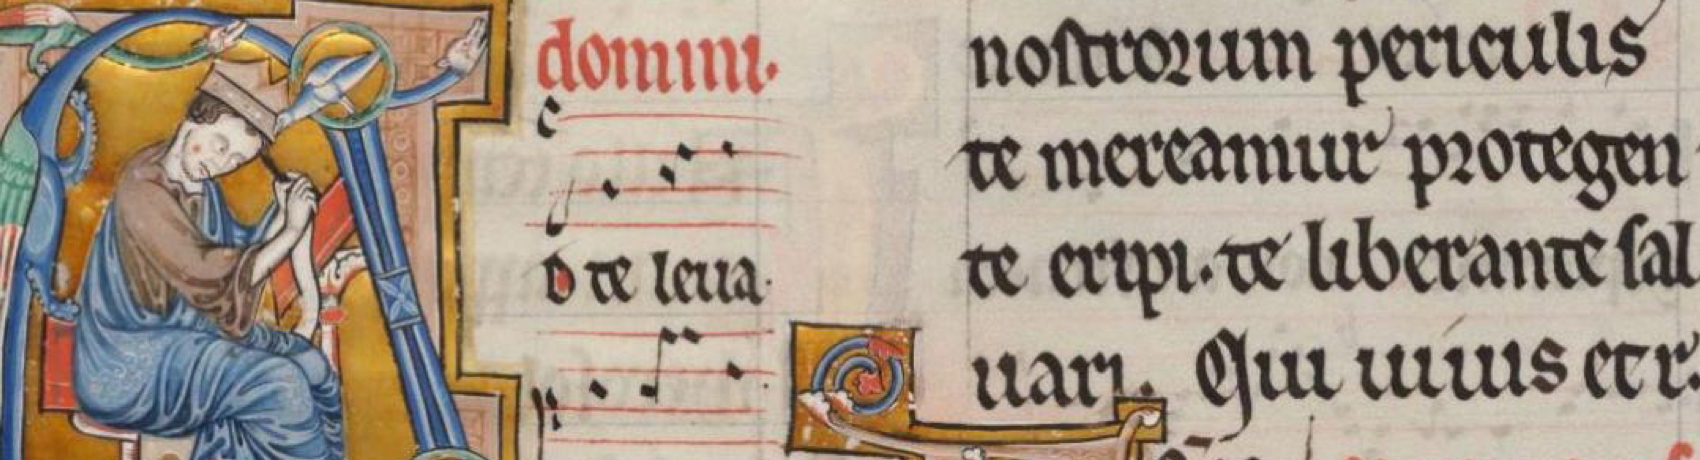 domini.
D te leua.
nostrorum periculis
te mereamur protegen
te eripi. te liberante sal
uari. Qui uiuis et r.